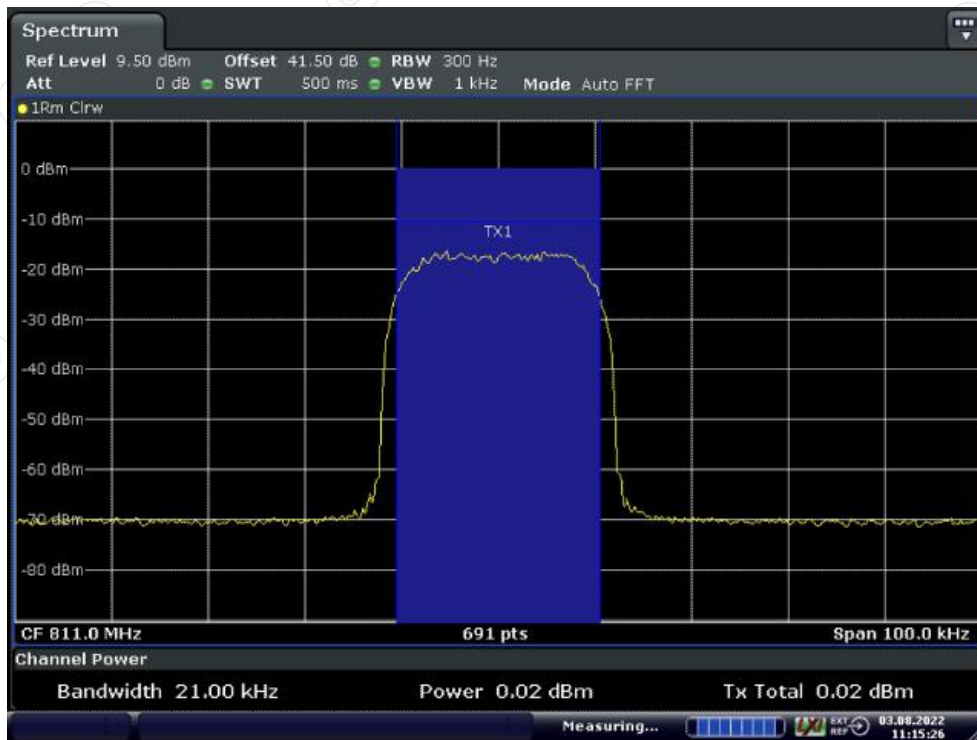 Spectrum
Ref Level 9.50 dBm Offset 41.50 dB RBW 300 Hz
Att 0 dB SWT 500 ms VBW 1 kHz Mode Auto FFT
1Rm Clrw
0 dBm
-10 dBm
TX1
-20 dBm
-30 dBm
-40 dBm
-50 dBm
-60 dBm
-70 dBm
-80 dBm
CF 811.0 MHz 691 pts Span 100.0 kHz
Channel Power
Bandwidth 21.00 kHz Power 0.02 dBm Tx Total 0.02 dBm
Measuring... LXI EXT REF 03.08.2022
11:15:26